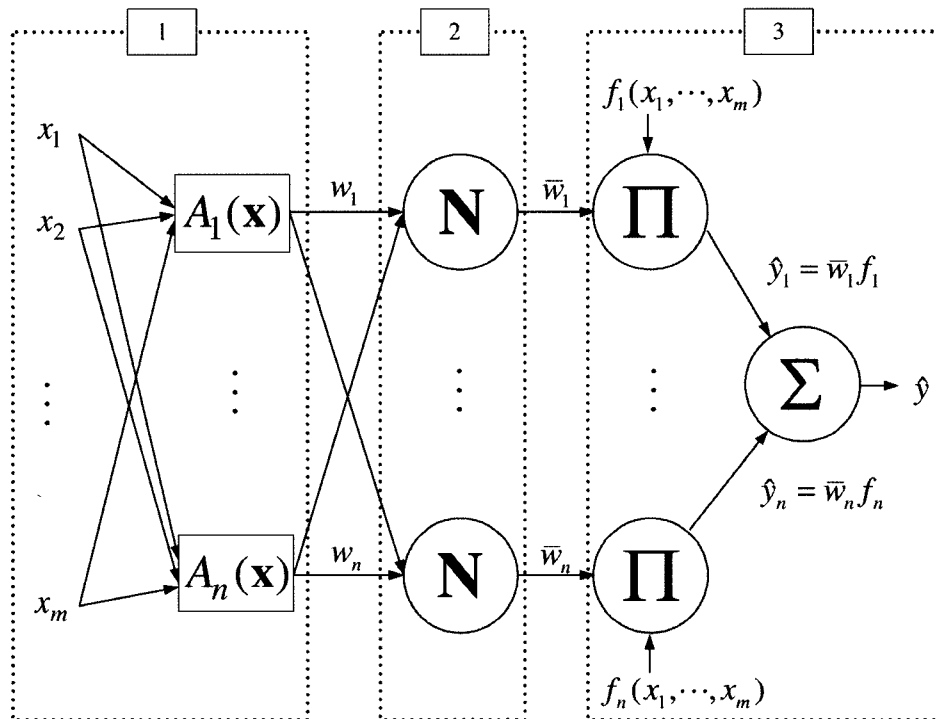 1
2
3
f₁(x₁,⋯,xₘ)
x₁
A₁(𝐱)
w₁
N
w̅₁
Π
x₂
ŷ₁ = w̅₁f₁
⋮
⋮
⋮
⋮
Σ
ŷ
ŷₙ = w̅ₙfₙ
xₘ
Aₙ(𝐱)
wₙ
N
w̅ₙ
Π
fₙ(x₁,⋯,xₘ)